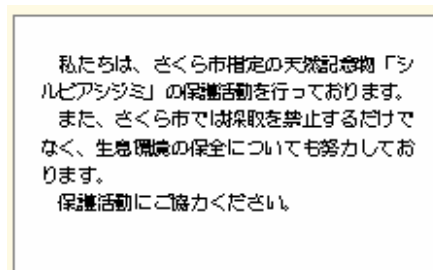 私たちは、さくら市指定の天然記念物「シ
ルビアシジミ」の保護活動を行っております。
また、さくら市では採取を禁止するだけで
なく、生息環境の保全についても努力してお
ります。
保護活動にご協力ください。